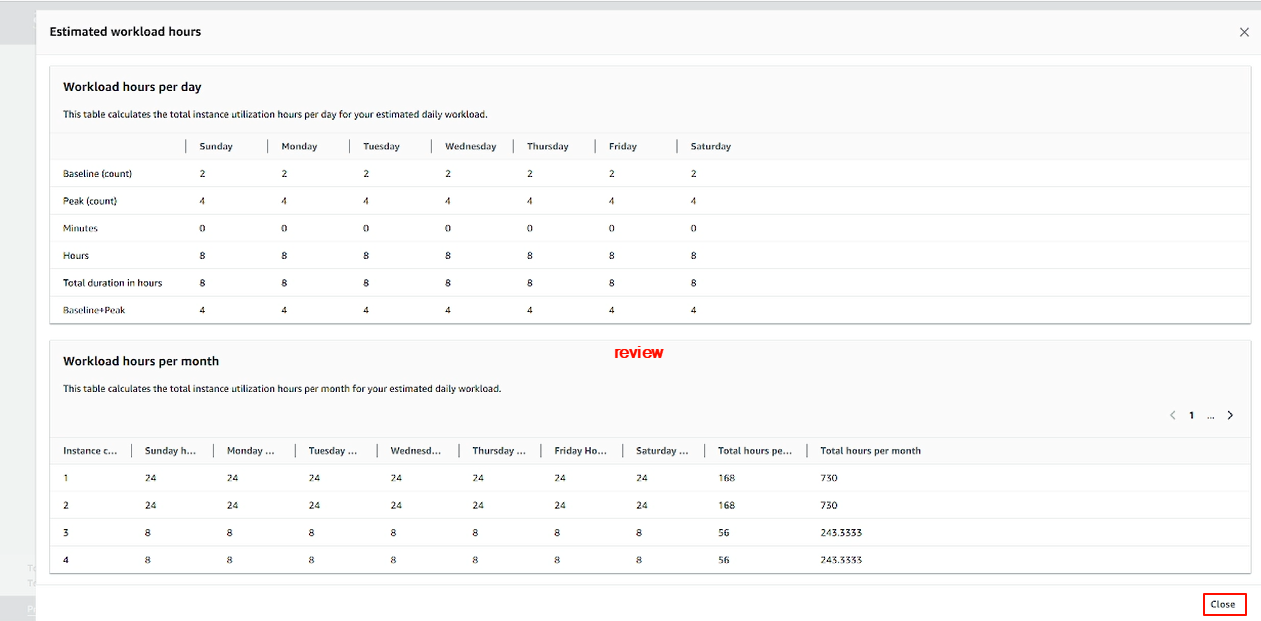 Estimated workload hours
Workload hours per day
This table calculates the total instance utilization hours per day for your estimated daily workload.
Sunday Monday Tuesday Wednesday Thursday Friday Saturday
Baseline (count) 2 2 2 2 2 2 2
Peak (count) 4 4 4 4 4 4 4
Minutes 0 0 0 0 0 0 0
Hours 8 8 8 8 8 8 8
Total duration in hours 8 8 8 8 8 8 8
Baseline+Peak 4 4 4 4 4 4 4
review
Workload hours per month
This table calculates the total instance utilization hours per month for your estimated daily workload.
1 ...
Instance c... Sunday h... Monday ... Tuesday ... Wednesd... Thursday ... Friday Ho... Saturday ... Total hours pe... Total hours per month
1 24 24 24 24 24 24 24 168 730
2 24 24 24 24 24 24 24 168 730
3 8 8 8 8 8 8 8 56 243.3333
4 8 8 8 8 8 8 8 56 243.3333
Close